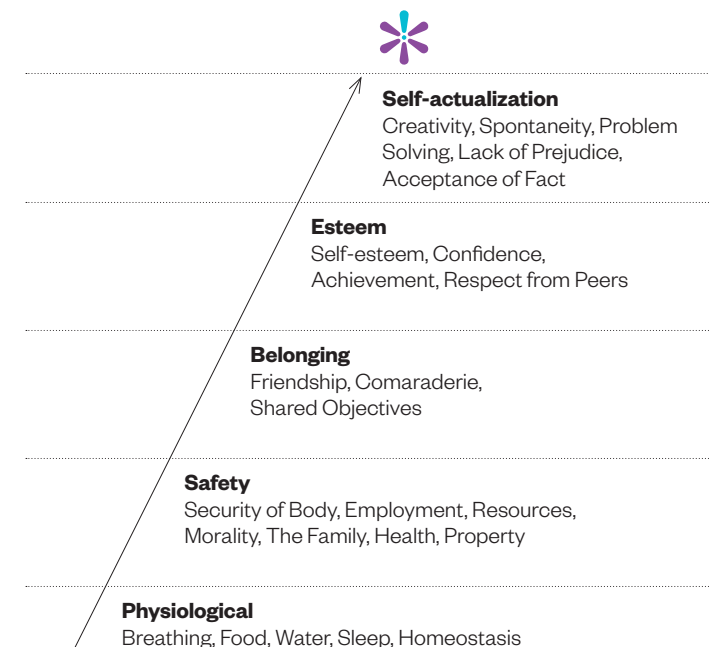 Self-actualization
Creativity, Spontaneity, Problem
Solving, Lack of Prejudice,
Acceptance of Fact
Esteem
Self-esteem, Confidence,
Achievement, Respect from Peers
Belonging
Friendship, Comaraderie,
Shared Objectives
Safety
Security of Body, Employment, Resources,
Morality, The Family, Health, Property
Physiological
Breathing, Food, Water, Sleep, Homeostasis